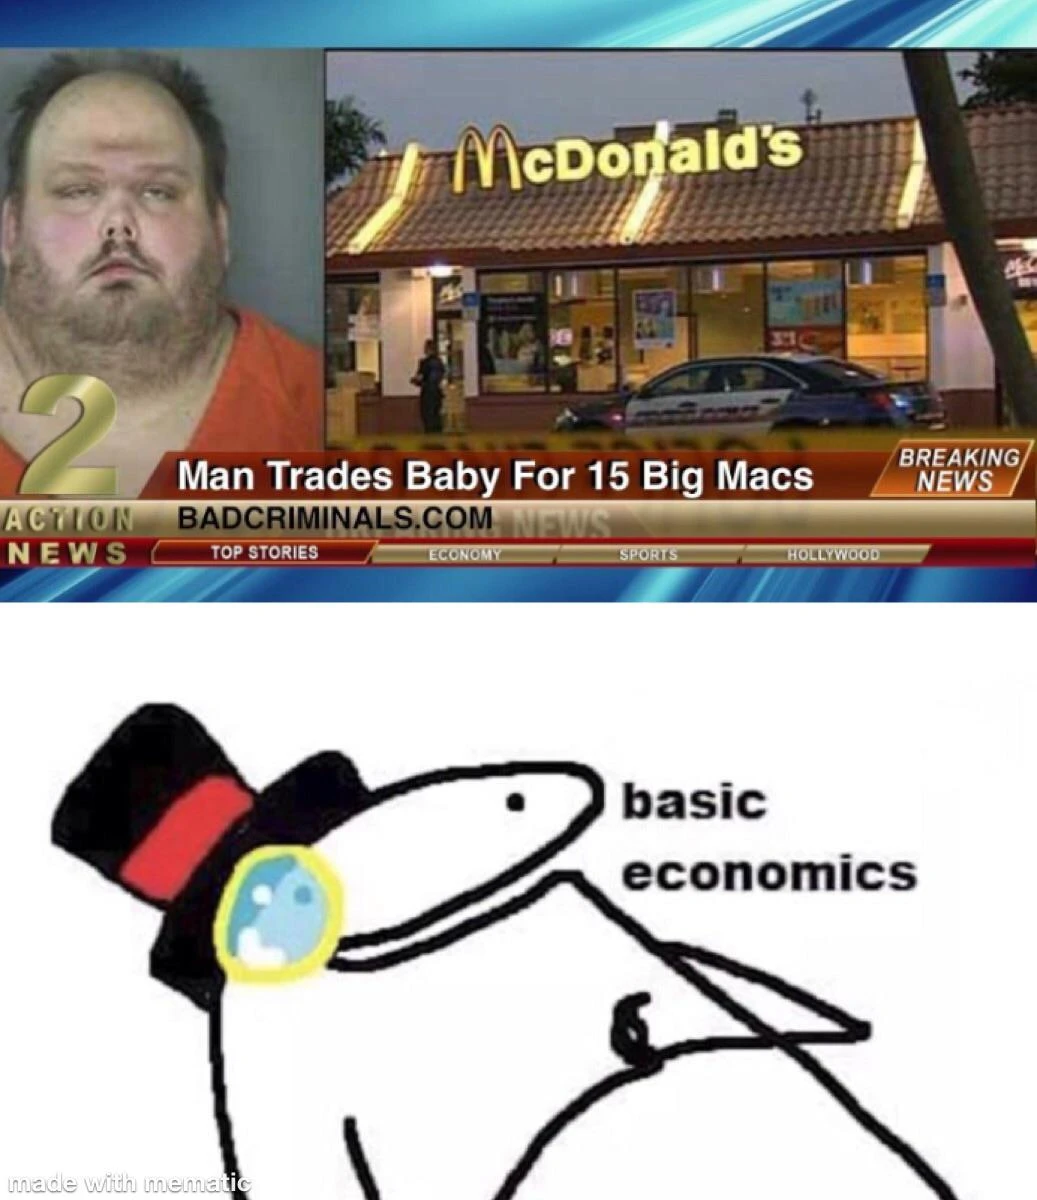 McDonald's
2
Man Trades Baby For 15 Big Macs
BREAKING
NEWS
ACTION
BADCRIMINALS.COM
NEWS
NEWS
TOP STORIES
ECONOMY
SPORTS
HOLLYWOOD
basic
economics
made with mematic